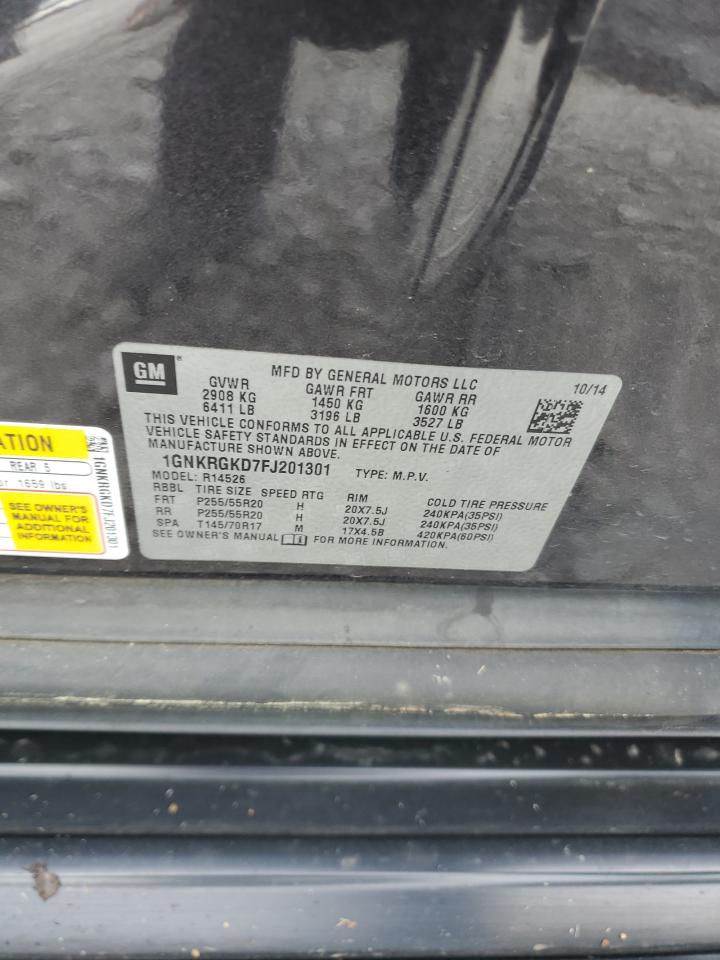 GM
MFD BY GENERAL MOTORS LLC
10/14
GVWR GAWR FRT GAWR RR
2908 KG 1450 KG 1600 KG
6411 LB 3196 LB 3527 LB
THIS VEHICLE CONFORMS TO ALL APPLICABLE U.S. FEDERAL MOTOR
VEHICLE SAFETY STANDARDS IN EFFECT ON THE DATE OF
MANUFACTURE SHOWN ABOVE.
1GNKRGKD7FJ201301 TYPE: M.P.V.
MODEL: R14526
RBBL TIRE SIZE SPEED RTG RIM COLD TIRE PRESSURE
FRT P255/55R20 H 20X7.5J 240KPA(35PSI)
RR P255/55R20 H 20X7.5J 240KPA(35PSI)
SPA T145/70R17 M 17X4.5B 420KPA(60PSI)
SEE OWNER'S MANUAL FOR MORE INFORMATION.
ATION
REAR 5
or 1659 lbs
SEE OWNER'S
MANUAL FOR
ADDITIONAL
INFORMATION
1GNKRGKD7FJ201301